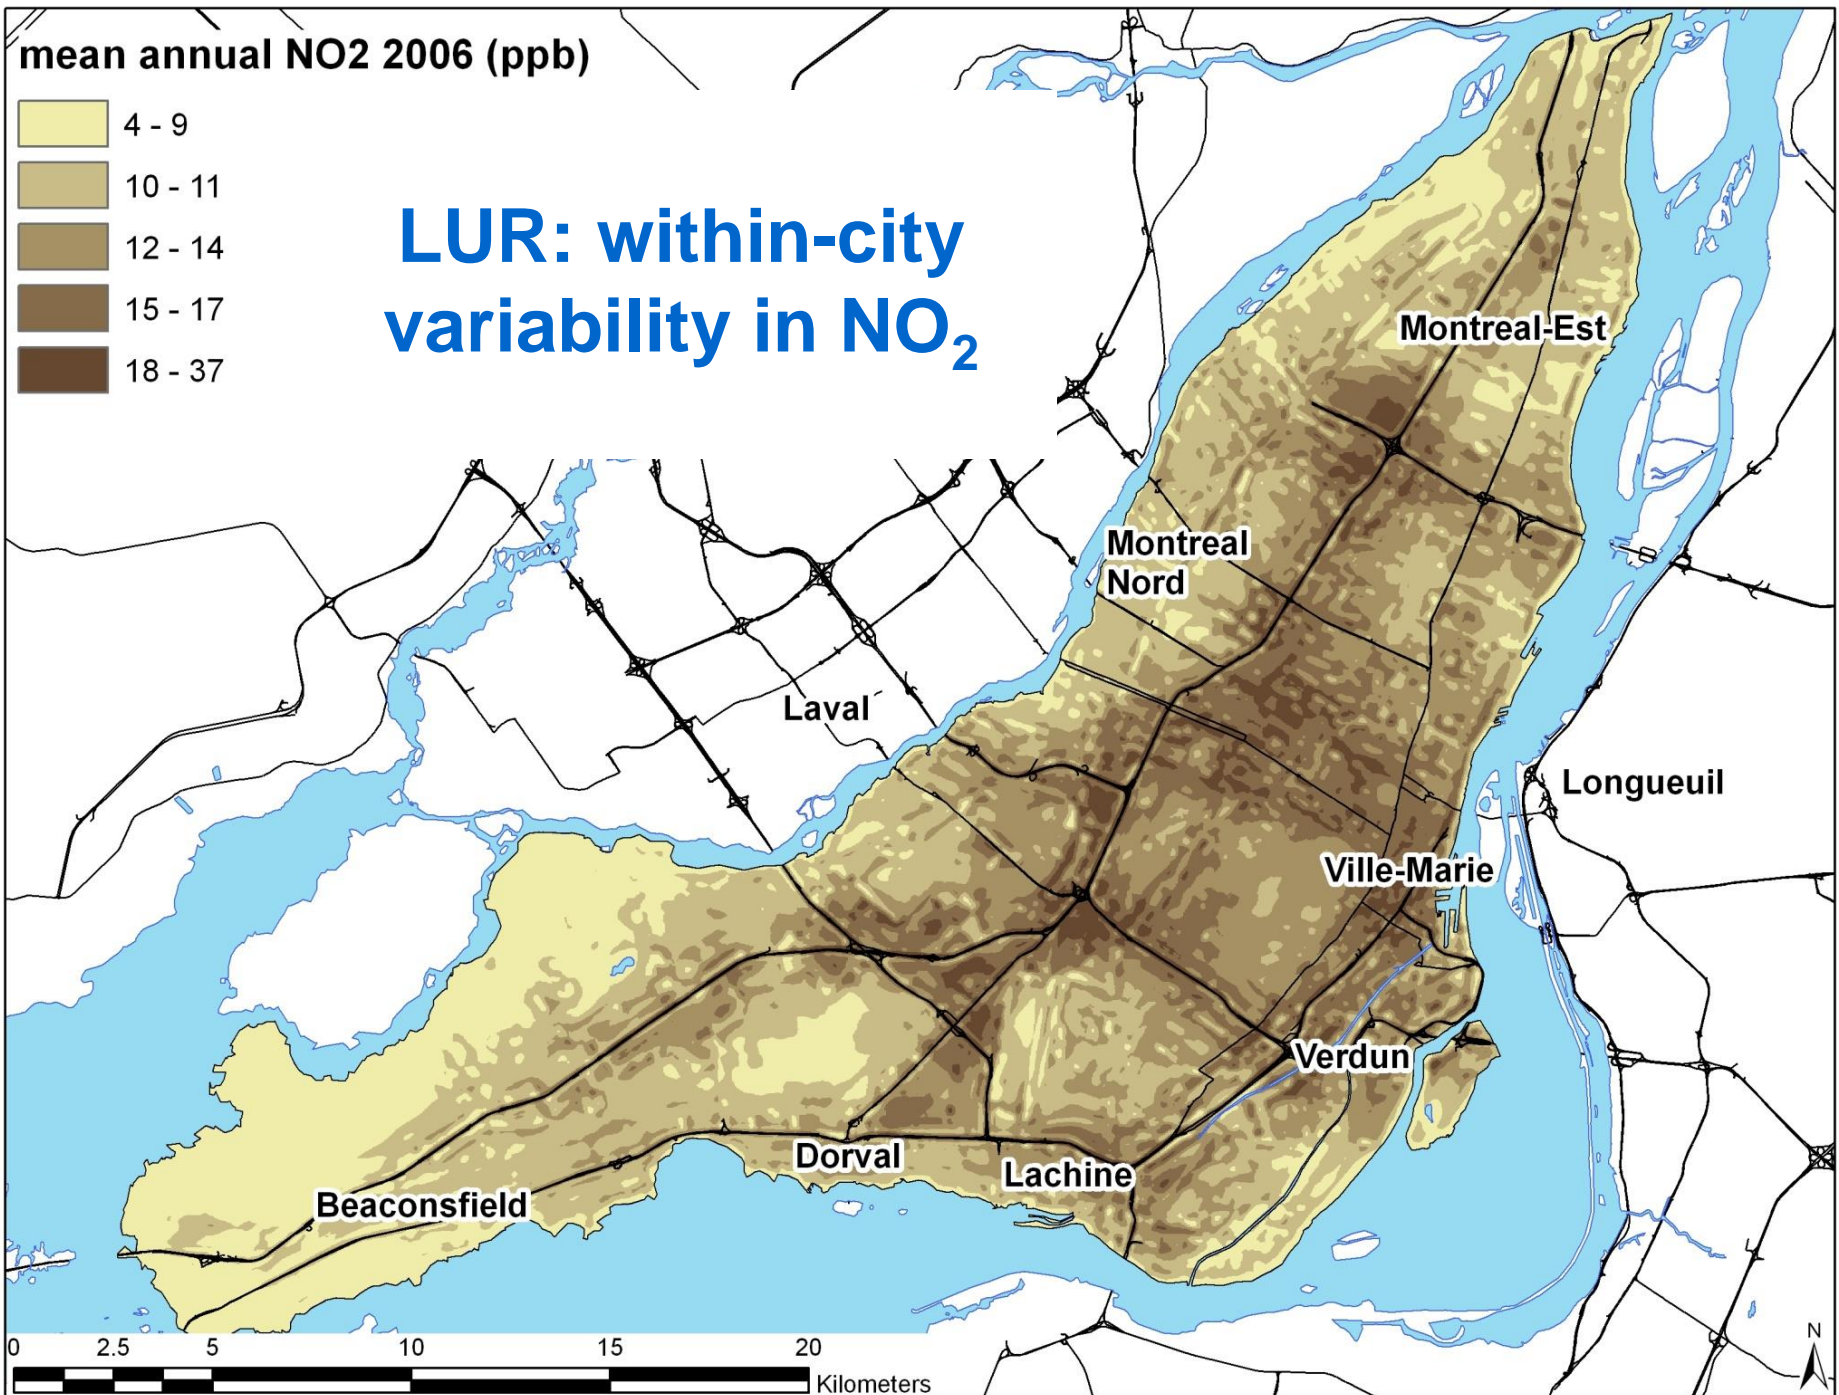 mean annual NO2 2006 (ppb)
4 - 9
10 - 11
12 - 14
15 - 17
18 - 37
LUR: within-city
variability in NO₂
Montreal-Est
Montreal
Nord
Laval
Longueuil
Ville-Marie
Verdun
Dorval
Lachine
Beaconsfield
0 2.5 5 10 15 20
Kilometers
N